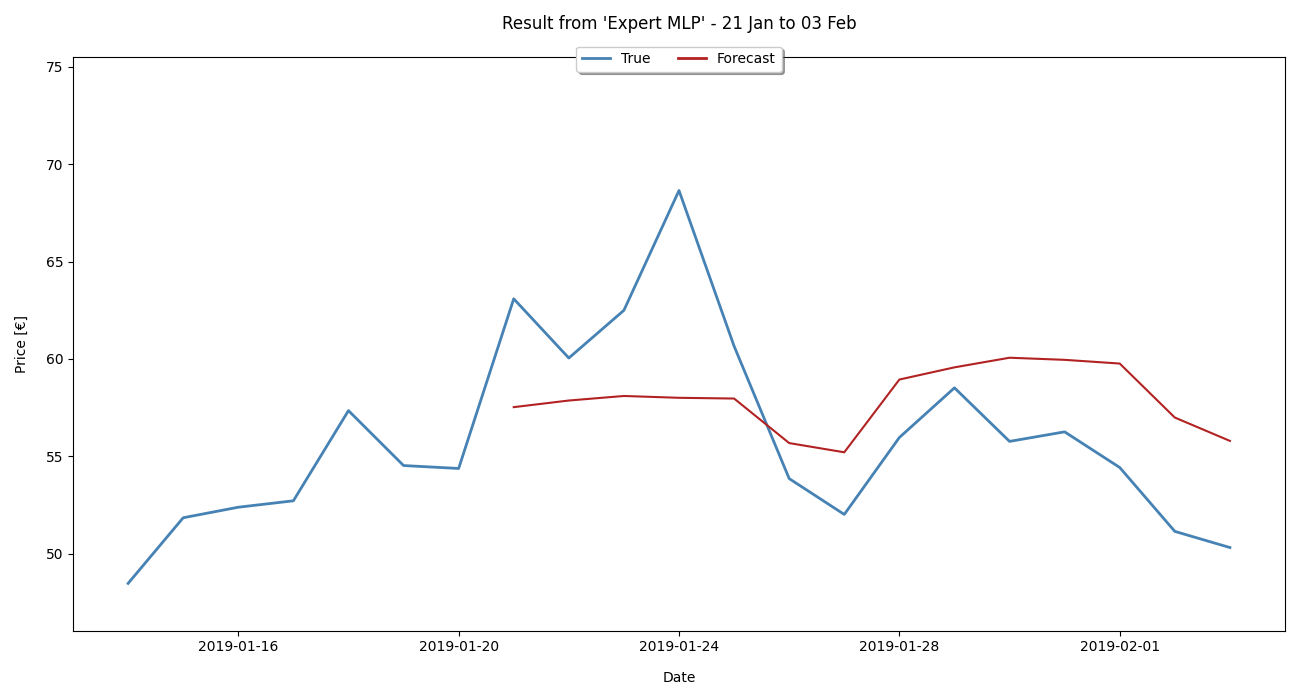 Result from 'Expert MLP' - 21 Jan to 03 Feb
True Forecast
75
70
65
60
55
50
Price [€]
2019-01-16 2019-01-20 2019-01-24 2019-01-28 2019-02-01
Date